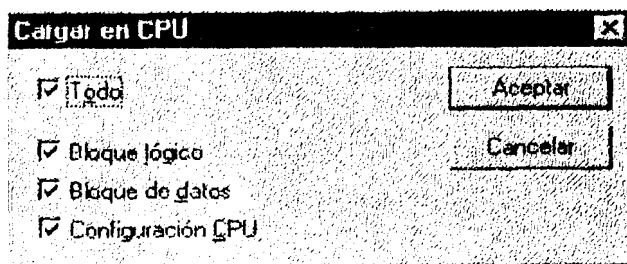 Cargar en CPU
Todo
Aceptar
Bloque lógico
Cancelar
Bloque de datos
Configuración CPU